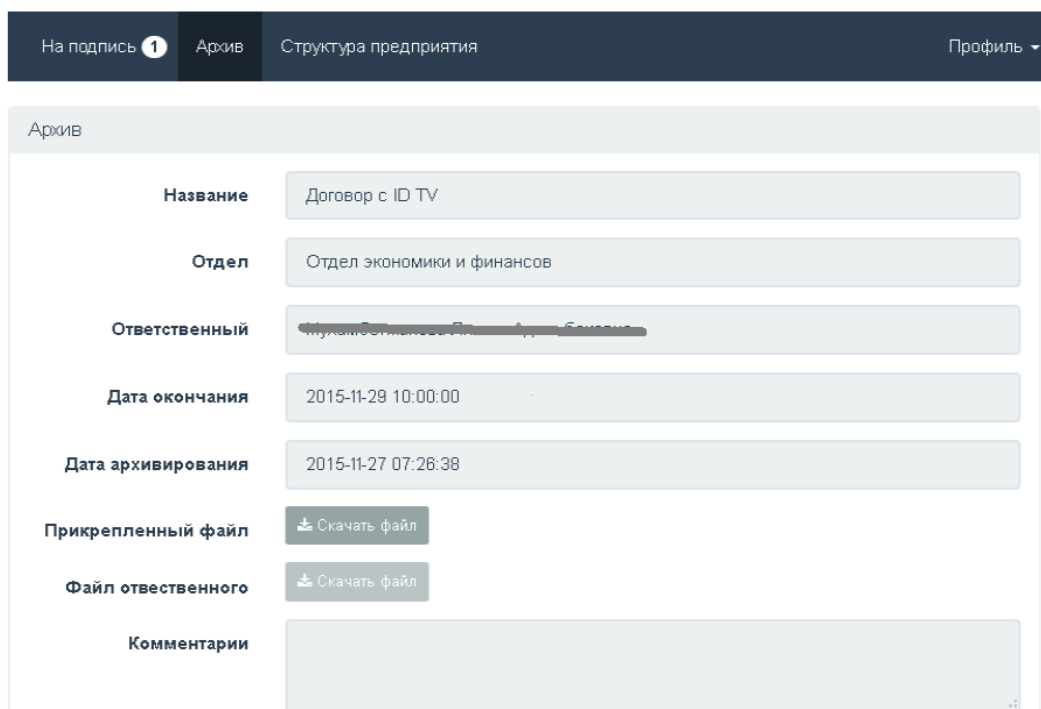 На подпись 1 Архив Структура предприятия Профиль
Архив
Название Договор с ID TV
Отдел Отдел экономики и финансов
Ответственный
Дата окончания 2015-11-29 10:00:00
Дата архивирования 2015-11-27 07:26:38
Прикрепленный файл Скачать файл
Файл отвественного Скачать файл
Комментарии